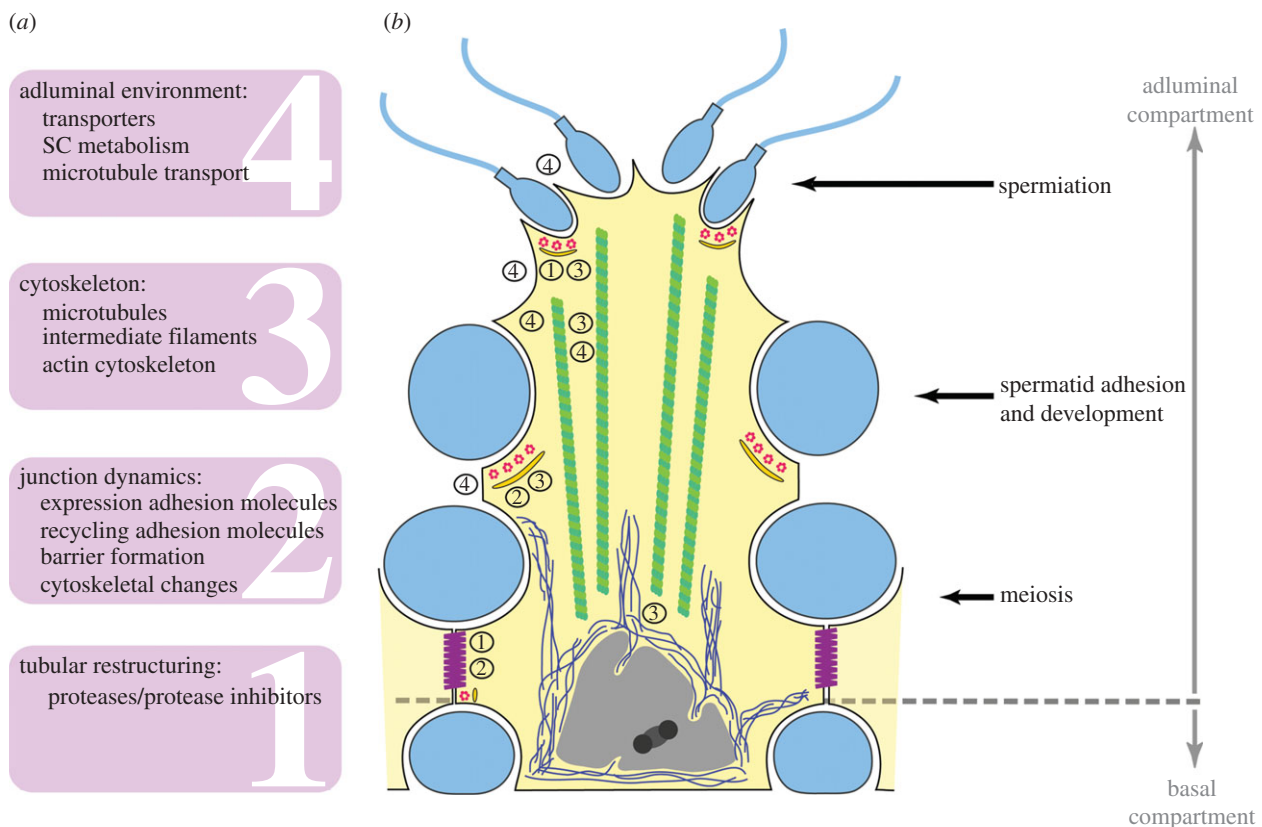 (a)
adluminal environment:
transporters
SC metabolism
microtubule transport
4
cytoskeleton:
microtubules
intermediate filaments
actin cytoskeleton
3
junction dynamics:
expression adhesion molecules
recycling adhesion molecules
barrier formation
cytoskeletal changes
2
tubular restructuring:
proteases/protease inhibitors
1
(b)
4
4 1 3
4 3
4
4 2 3
3
1
2
adluminal
compartment
spermiation
spermatid adhesion
and development
meiosis
basal
compartment